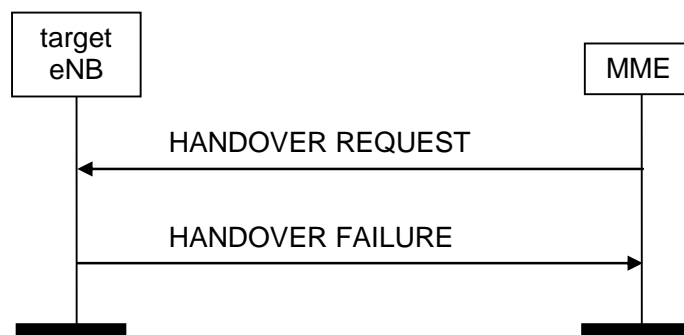 target
eNB
MME
HANDOVER REQUEST
HANDOVER FAILURE